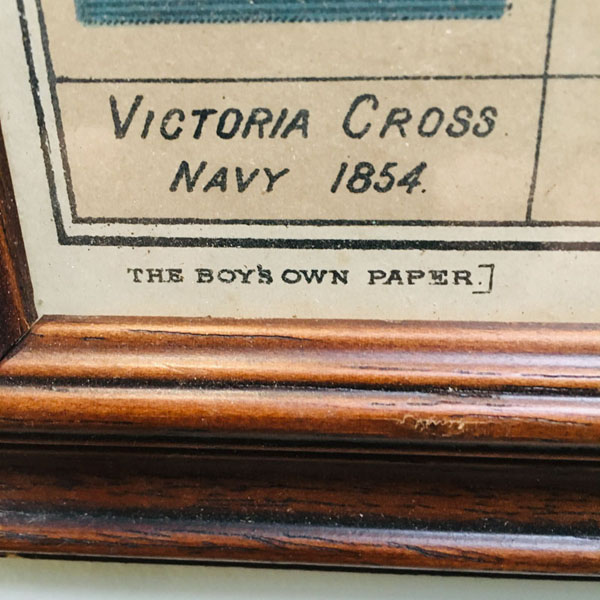 VICTORIA CROSS.
NAVY 1854.
THE BOY'S OWN PAPER.]